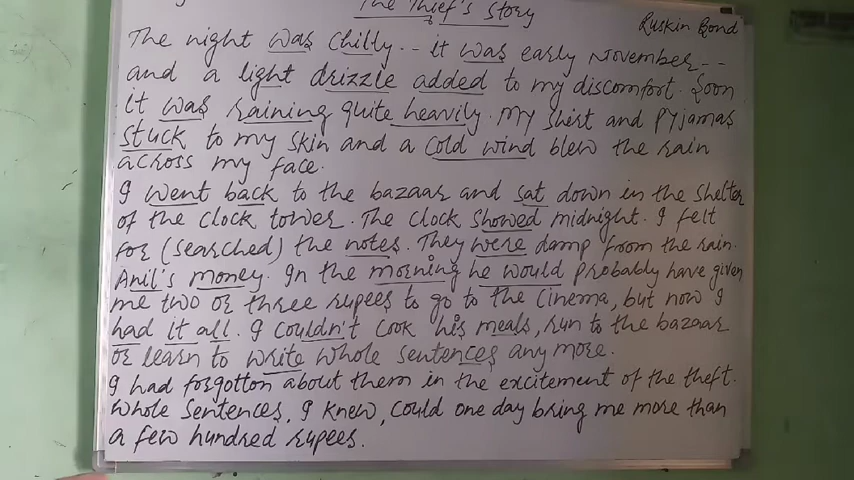 The Thief's Story
Ruskin Bond
The night was chilly -- it was early November --
and a light drizzle added to my discomfort. Soon
it was raining quite heavily. My shirt and pyjamas
stuck to my skin and a cold wind blew the rain
across my face.
I went back to the bazaar and sat down in the shelter
of the clock tower. The clock showed midnight. I felt
for (searched) the notes. They were damp from the rain.
Anil's money. In the morning he would probably have given
me two or three rupees to go to the cinema, but now I
had it all. I couldn't cook his meals, run to the bazaar
or learn to write whole sentences any more.
I had forgotton about them in the excitement of the theft.
Whole sentences, I knew, could one day bring me more than
a few hundred rupees.